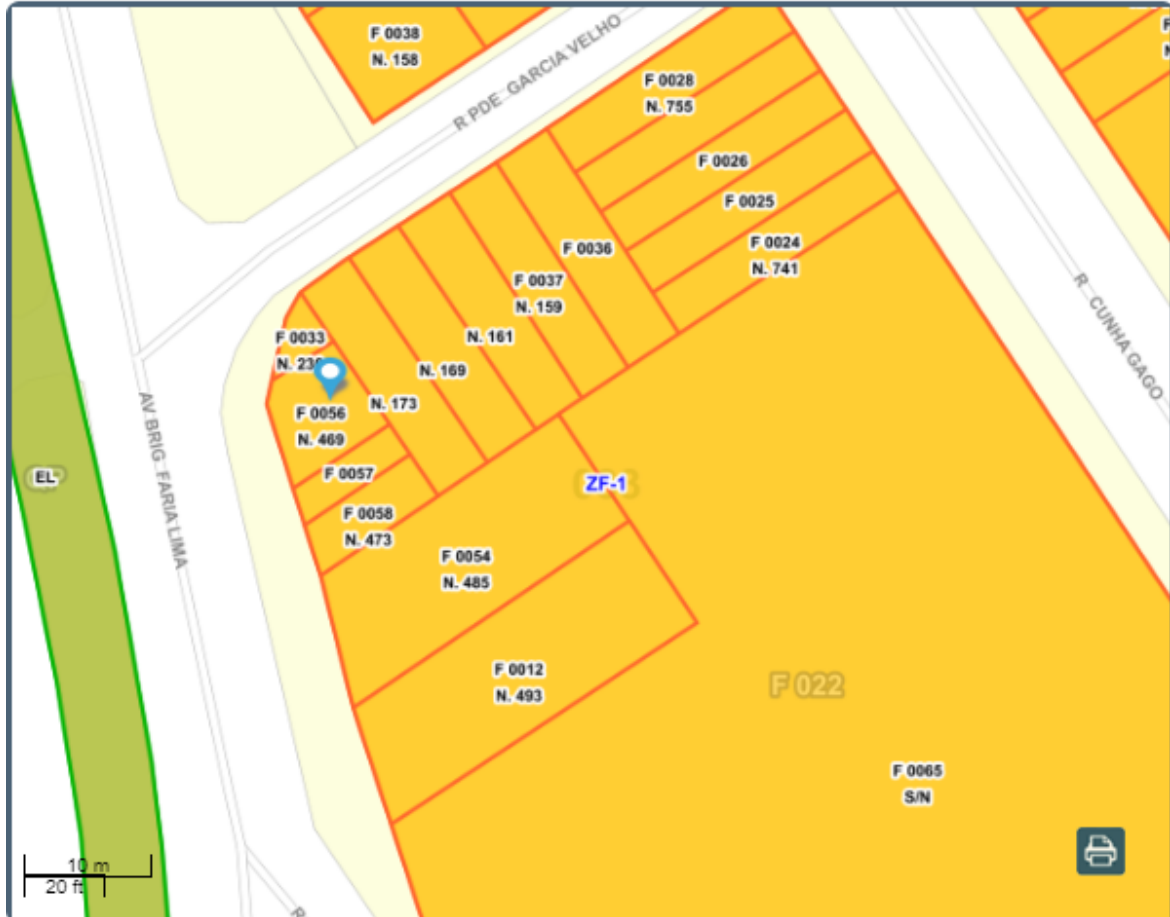 F 0038
N. 158
R PDE GARCIA VELHO
F 0028
N. 755
F 0026
F 0025
F 0024
N. 741
F 0036
F 0037
N. 159
N. 161
N. 169
N. 173
F 0033
F 0056
N. 469
F 0057
F 0058
N. 473
F 0054
N. 485
F 0012
N. 493
ZF-1
F 022
F 0065
S/N
R CUNHA GAGO
AV BRIG. FARIA LIMA
EL
10 m
20 ft
R